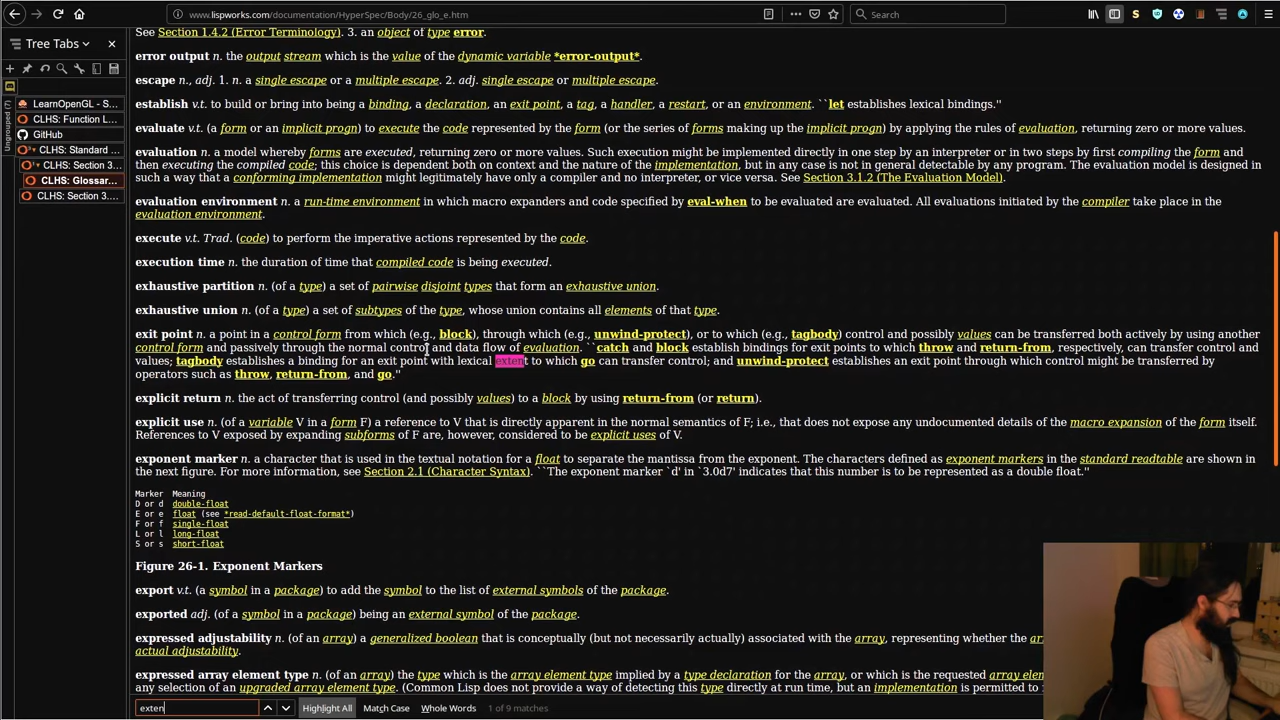 www.lispworks.com/documentation/HyperSpec/Body/26_glo_e.htm
Search
Tree Tabs
Ungrouped
LearnOpenGL - S...
CLHS: Function L...
GitHub
CLHS: Standard ...
CLHS: Section 3...
CLHS: Glossar...
CLHS: Section 3....
See Section 1.4.2 (Error Terminology). 3. an object of type error.
error output n. the output stream which is the value of the dynamic variable *error-output*.
escape n., adj. 1. n. a single escape or a multiple escape. 2. adj. single escape or multiple escape.
establish v.t. to build or bring into being a binding, a declaration, an exit point, a tag, a handler, a restart, or an environment. ``let establishes lexical bindings.''
evaluate v.t. (a form or an implicit progn) to execute the code represented by the form (or the series of forms making up the implicit progn) by applying the rules of evaluation, returning zero or more values.
evaluation n. a model whereby forms are executed, returning zero or more values. Such execution might be implemented directly in one step by an interpreter or in two steps by first compiling the form and
then executing the compiled code; this choice is dependent both on context and the nature of the implementation, but in any case is not in general detectable by any program. The evaluation model is designed in
such a way that a conforming implementation might legitimately have only a compiler and no interpreter, or vice versa. See Section 3.1.2 (The Evaluation Model).
evaluation environment n. a run-time environment in which macro expanders and code specified by eval-when to be evaluated are evaluated. All evaluations initiated by the compiler take place in the
evaluation environment.
execute v.t. Trad. (code) to perform the imperative actions represented by the code.
execution time n. the duration of time that compiled code is being executed.
exhaustive partition n. (of a type) a set of pairwise disjoint types that form an exhaustive union.
exhaustive union n. (of a type) a set of subtypes of the type, whose union contains all elements of that type.
exit point n. a point in a control form from which (e.g., block), through which (e.g., unwind-protect), or to which (e.g., tagbody) control and possibly values can be transferred both actively by using another
control form and passively through the normal control and data flow of evaluation. ``catch and block establish bindings for exit points to which throw and return-from, respectively, can transfer control and
values; tagbody establishes a binding for an exit point with lexical extent to which go can transfer control; and unwind-protect establishes an exit point through which control might be transferred by
operators such as throw, return-from, and go.''
explicit return n. the act of transferring control (and possibly values) to a block by using return-from (or return).
explicit use n. (of a variable V in a form F) a reference to V that is directly apparent in the normal semantics of F; i.e., that does not expose any undocumented details of the macro expansion of the form itself.
References to V exposed by expanding subforms of F are, however, considered to be explicit uses of V.
exponent marker n. a character that is used in the textual notation for a float to separate the mantissa from the exponent. The characters defined as exponent markers in the standard readtable are shown in
the next figure. For more information, see Section 2.1 (Character Syntax). ``The exponent marker `d' in `3.0d7' indicates that this number is to be represented as a double float.''
Marker Meaning
D or d double-float
E or e float (see *read-default-float-format*)
F or f single-float
L or l long-float
S or s short-float
Figure 26-1. Exponent Markers
export v.t. (a symbol in a package) to add the symbol to the list of external symbols of the package.
exported adj. (of a symbol in a package) being an external symbol of the package.
expressed adjustability n. (of an array) a generalized boolean that is conceptually (but not necessarily actually) associated with the array, representing whether the
actual adjustability.
expressed array element type n. (of an array) the type which is the array element type implied by a type declaration for the array, or which is the requested
any selection of an upgraded array element type. (Common Lisp does not provide a way of detecting this type directly at run time, but an implementation is permitted to
exten
Highlight All
Match Case
Whole Words
1 of 9 matches